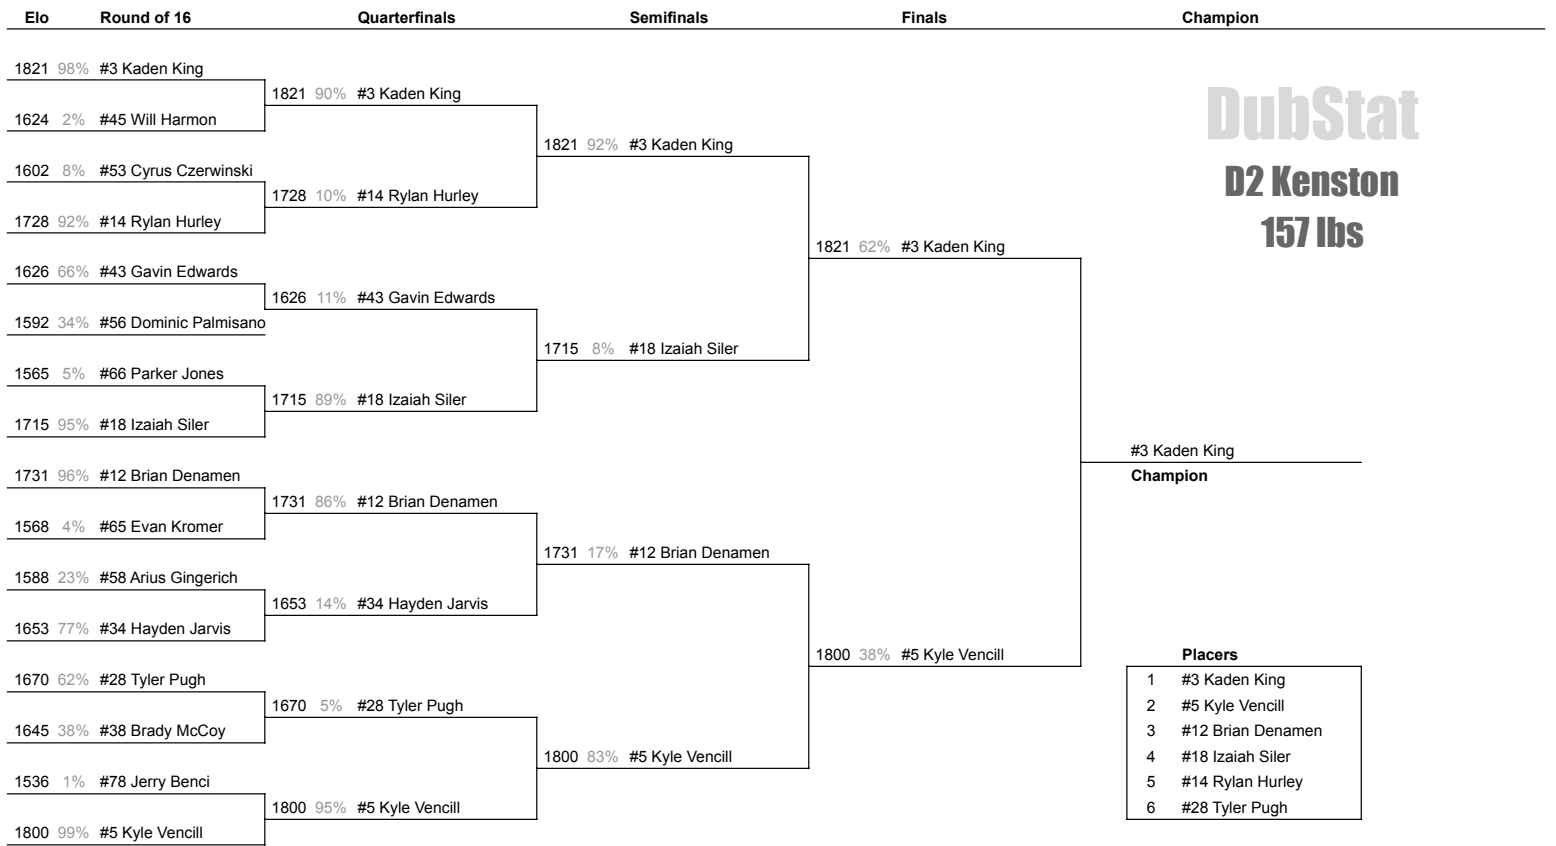 Elo Round of 16 Quarterfinals Semifinals Finals Champion
1821 98% #3 Kaden King
1821 90% #3 Kaden King
1624 2% #45 Will Harmon
1821 92% #3 Kaden King
1602 8% #53 Cyrus Czerwinski
1728 10% #14 Rylan Hurley
1728 92% #14 Rylan Hurley
1821 62% #3 Kaden King
1626 66% #43 Gavin Edwards
1626 11% #43 Gavin Edwards
1592 34% #56 Dominic Palmisano
1715 8% #18 Izaiah Siler
1565 5% #66 Parker Jones
1715 89% #18 Izaiah Siler
1715 95% #18 Izaiah Siler
#3 Kaden King
Champion
1731 96% #12 Brian Denamen
1731 86% #12 Brian Denamen
1568 4% #65 Evan Kromer
1731 17% #12 Brian Denamen
1588 23% #58 Arius Gingerich
1653 14% #34 Hayden Jarvis
1653 77% #34 Hayden Jarvis
1800 38% #5 Kyle Vencill
1670 62% #28 Tyler Pugh
1670 5% #28 Tyler Pugh
1645 38% #38 Brady McCoy
1800 83% #5 Kyle Vencill
1536 1% #78 Jerry Benci
1800 95% #5 Kyle Vencill
1800 99% #5 Kyle Vencill
DubStat
D2 Kenston
157 lbs
Placers
1 #3 Kaden King
2 #5 Kyle Vencill
3 #12 Brian Denamen
4 #18 Izaiah Siler
5 #14 Rylan Hurley
6 #28 Tyler Pugh